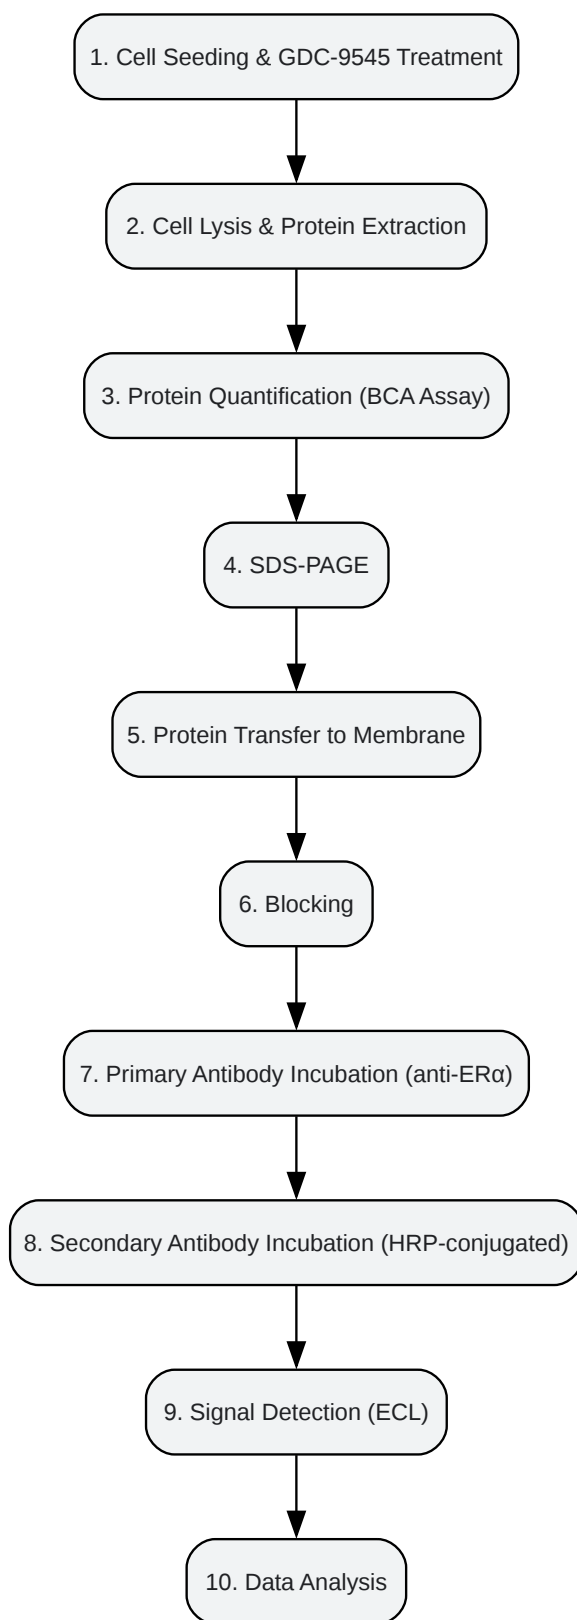 1. Cell Seeding & GDC-9545 Treatment
2. Cell Lysis & Protein Extraction
3. Protein Quantification (BCA Assay)
4. SDS-PAGE
5. Protein Transfer to Membrane
6. Blocking
7. Primary Antibody Incubation (anti-ERα)
8. Secondary Antibody Incubation (HRP-conjugated)
9. Signal Detection (ECL)
10. Data Analysis